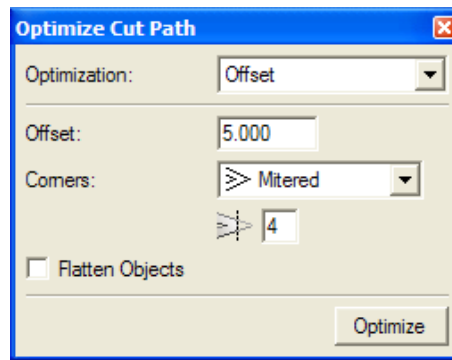 Optimize Cut Path
Optimization: Offset
Offset: 5.000
Corners: Mitered
4
Flatten Objects
Optimize